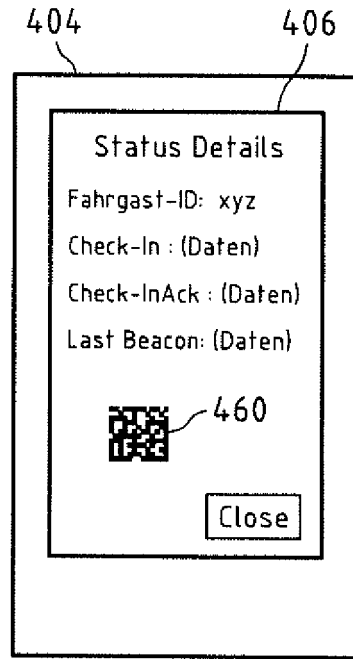 404 406
Status Details
Fahrgast-ID: xyz
Check-In : (Daten)
Check-InAck : (Daten)
Last Beacon: (Daten)
460
Close